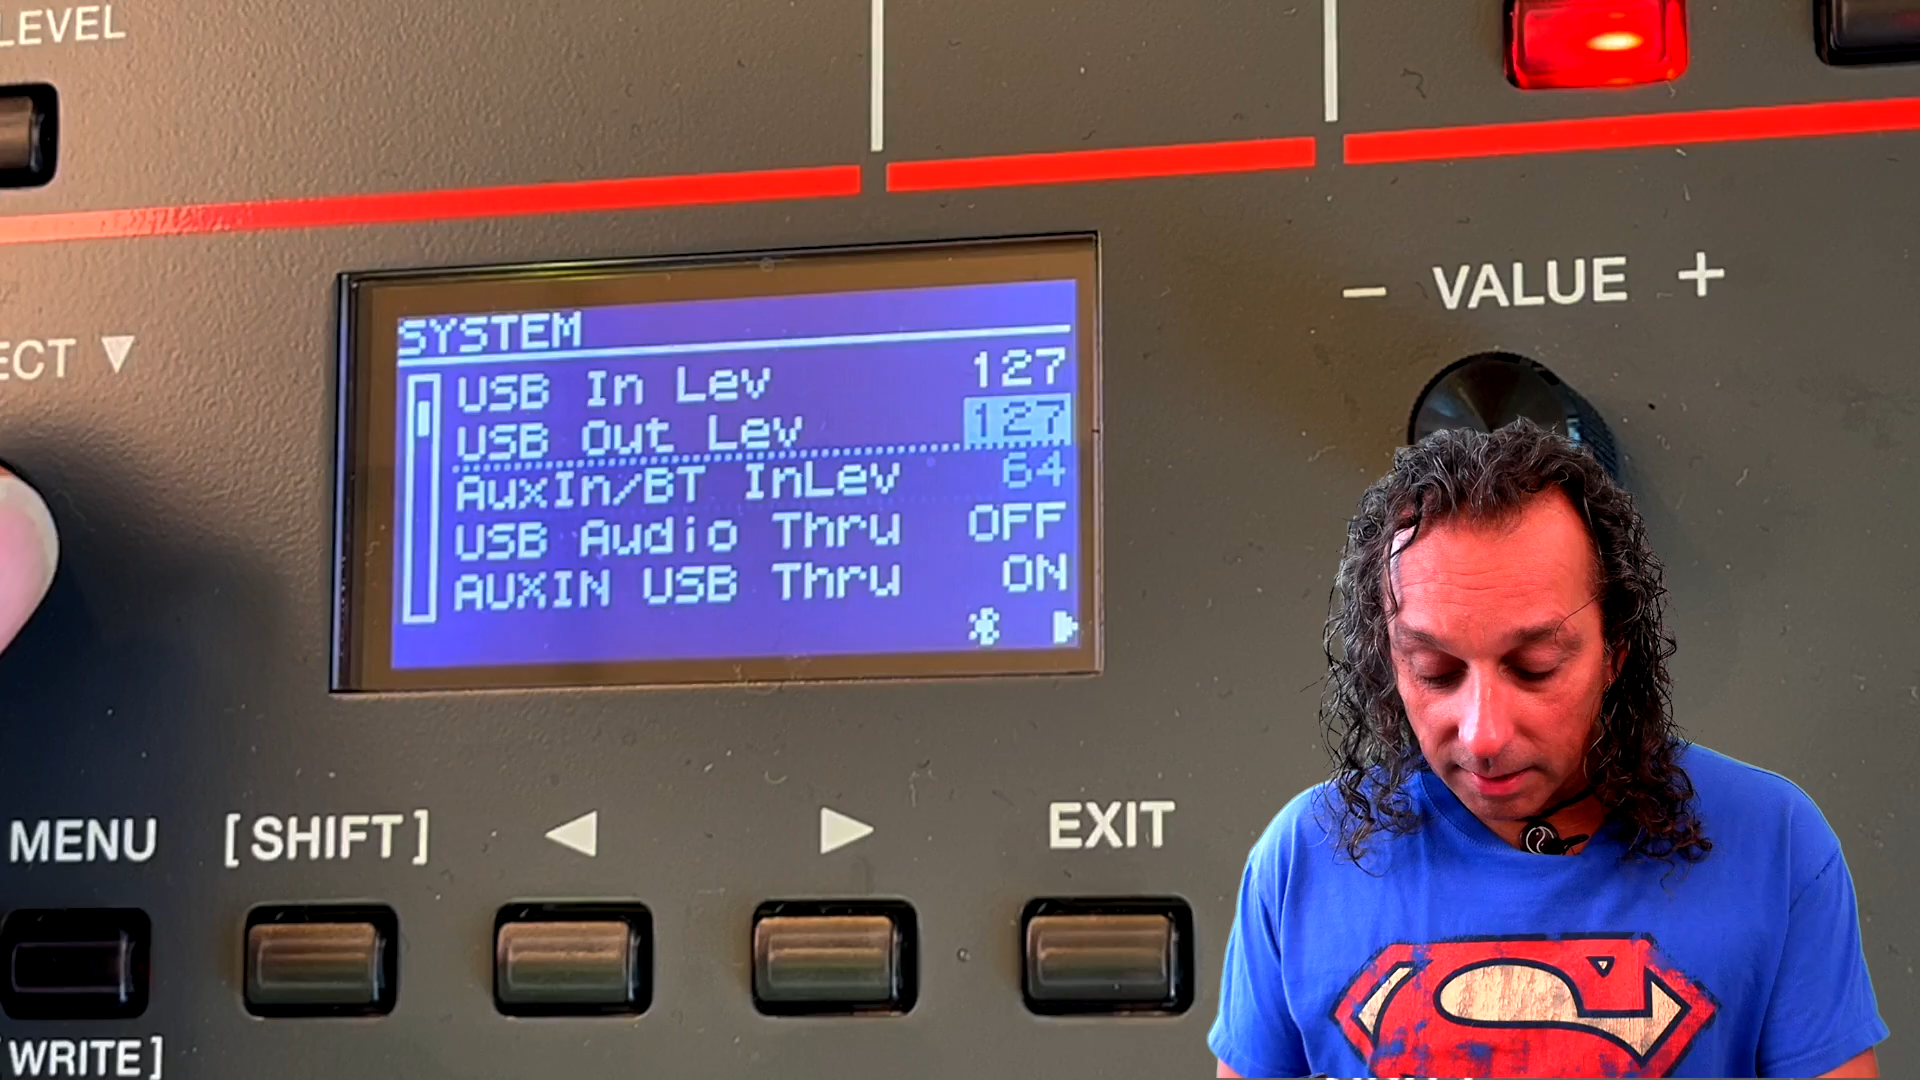 LEVEL
ECT ▼
- VALUE +
SYSTEM
USB In Lev 127
USB Out Lev 127
AuxIn/BT InLev 64
USB Audio Thru OFF
AUXIN USB Thru ON
MENU [SHIFT] ◀ ▶ EXIT
[WRITE]